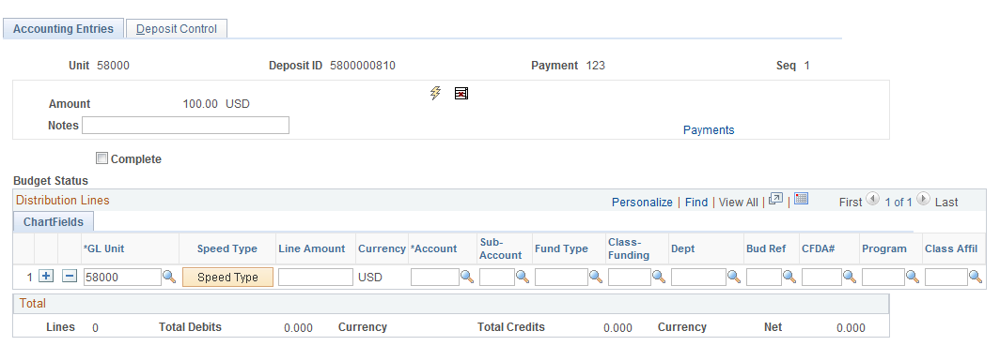 Accounting Entries Deposit Control
Unit 58000 Deposit ID 5800000810 Payment 123 Seq 1
Amount 100.00 USD
Notes
Payments
Complete
Budget Status
Distribution Lines Personalize | Find | View All | | First 1 of 1 Last
ChartFields
*GL Unit Speed Type Line Amount Currency *Account Sub-Account Fund Type Class-Funding Dept Bud Ref CFDA# Program Class Affil
1 58000 Speed Type USD
Total
Lines 0 Total Debits 0.000 Currency Total Credits 0.000 Currency Net 0.000